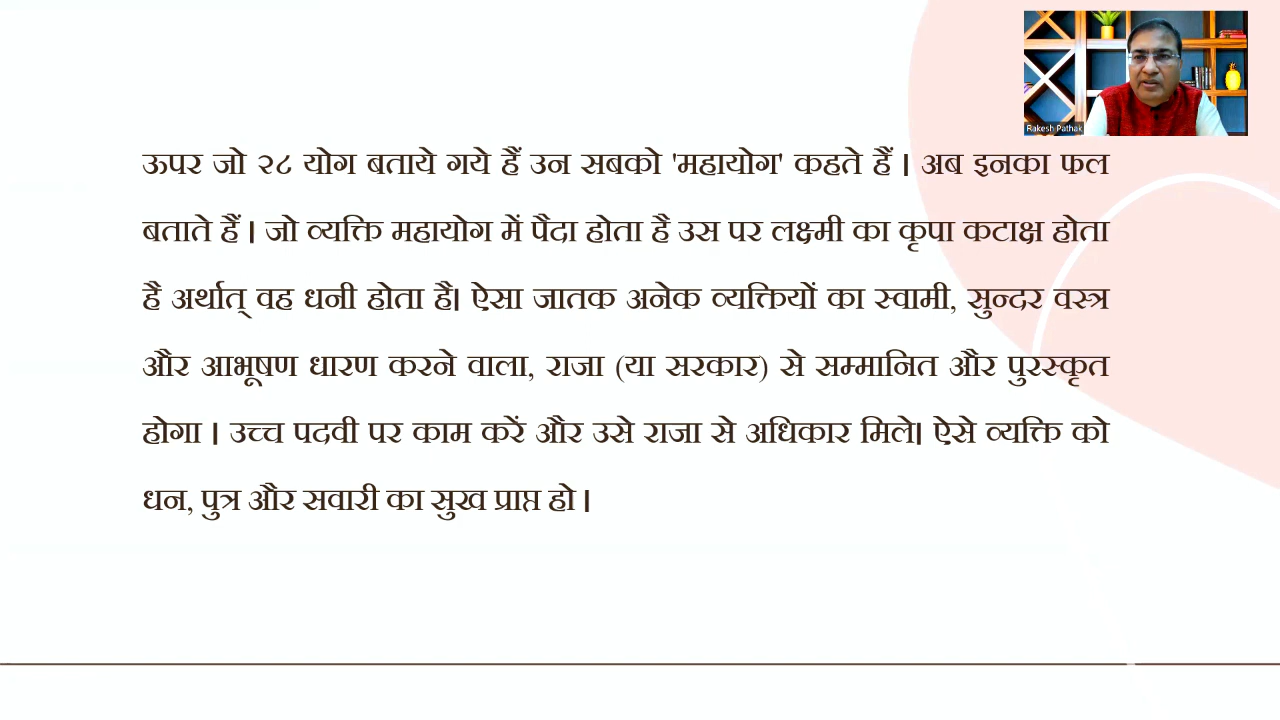 Rakesh Pathak
ऊपर जो २८ योग बताये गये हैं उन सबको 'महायोग' कहते हैं । अब इनका फल
बताते हैं । जो व्यक्ति महायोग में पैदा होता है उस पर लक्ष्मी का कृपा कटाक्ष होता
है अर्थात् वह धनी होता है। ऐसा जातक अनेक व्यक्तियों का स्वामी, सुन्दर वस्त्र
और आभूषण धारण करने वाला, राजा (या सरकार) से सम्मानित और पुरस्कृत
होगा । उच्च पदवी पर काम करें और उसे राजा से अधिकार मिले। ऐसे व्यक्ति को
धन, पुत्र और सवारी का सुख प्राप्त हो ।